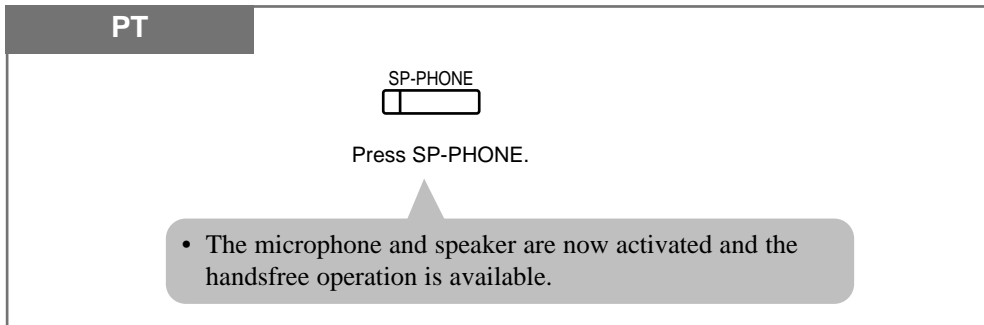 PT
SP-PHONE
Press SP-PHONE.
• The microphone and speaker are now activated and the
handsfree operation is available.